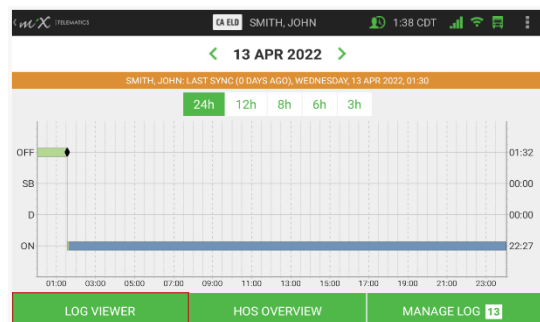 mix TELEMATICS CA ELD SMITH, JOHN 1:38 CDT
13 APR 2022
SMITH, JOHN: LAST SYNC (0 DAYS AGO), WEDNESDAY, 13 APR 2022, 01:30
24h 12h 8h 6h 3h
OFF 01:32
SB 00:00
D 00:00
ON 22:27
01:00 03:00 05:00 07:00 09:00 11:00 13:00 15:00 17:00 19:00 21:00 23:00
LOG VIEWER HOS OVERVIEW MANAGE LOG 13